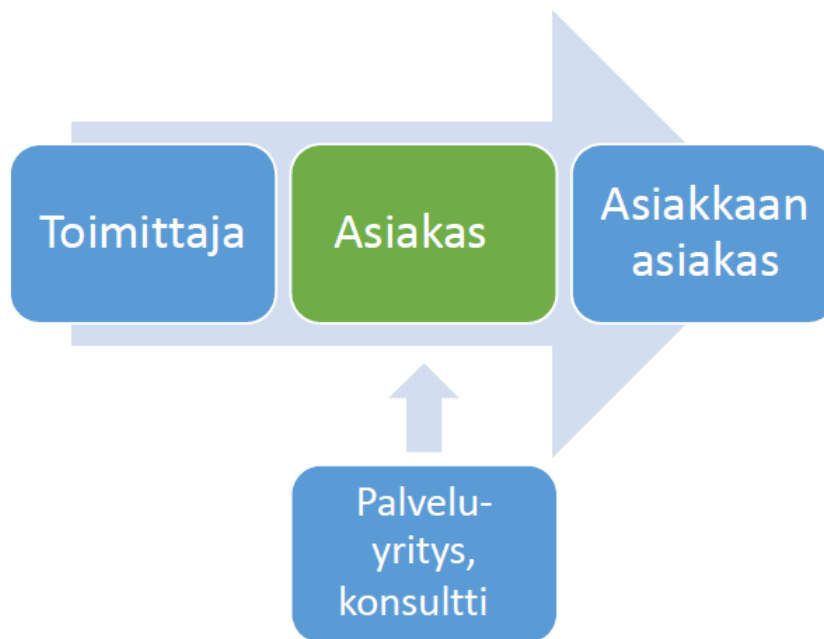 Toimittaja
Asiakas
Asiakkaan
asiakas
Palvelu-
yritys,
konsultti